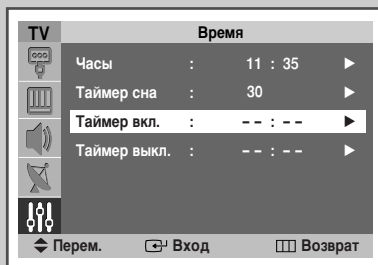 TV Время
Часы : 11 : 35
Таймер сна : 30
Таймер вкл. : -- : --
Таймер выкл. : -- : --
Перем. Вход Возврат